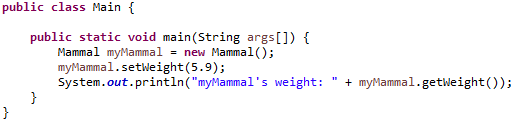 public class Main {
public static void main(String args[]) {
Mammal myMammal = new Mammal();
myMammal.setWeight(5.9);
System.out.println("myMammal's weight: " + myMammal.getWeight());
}
}